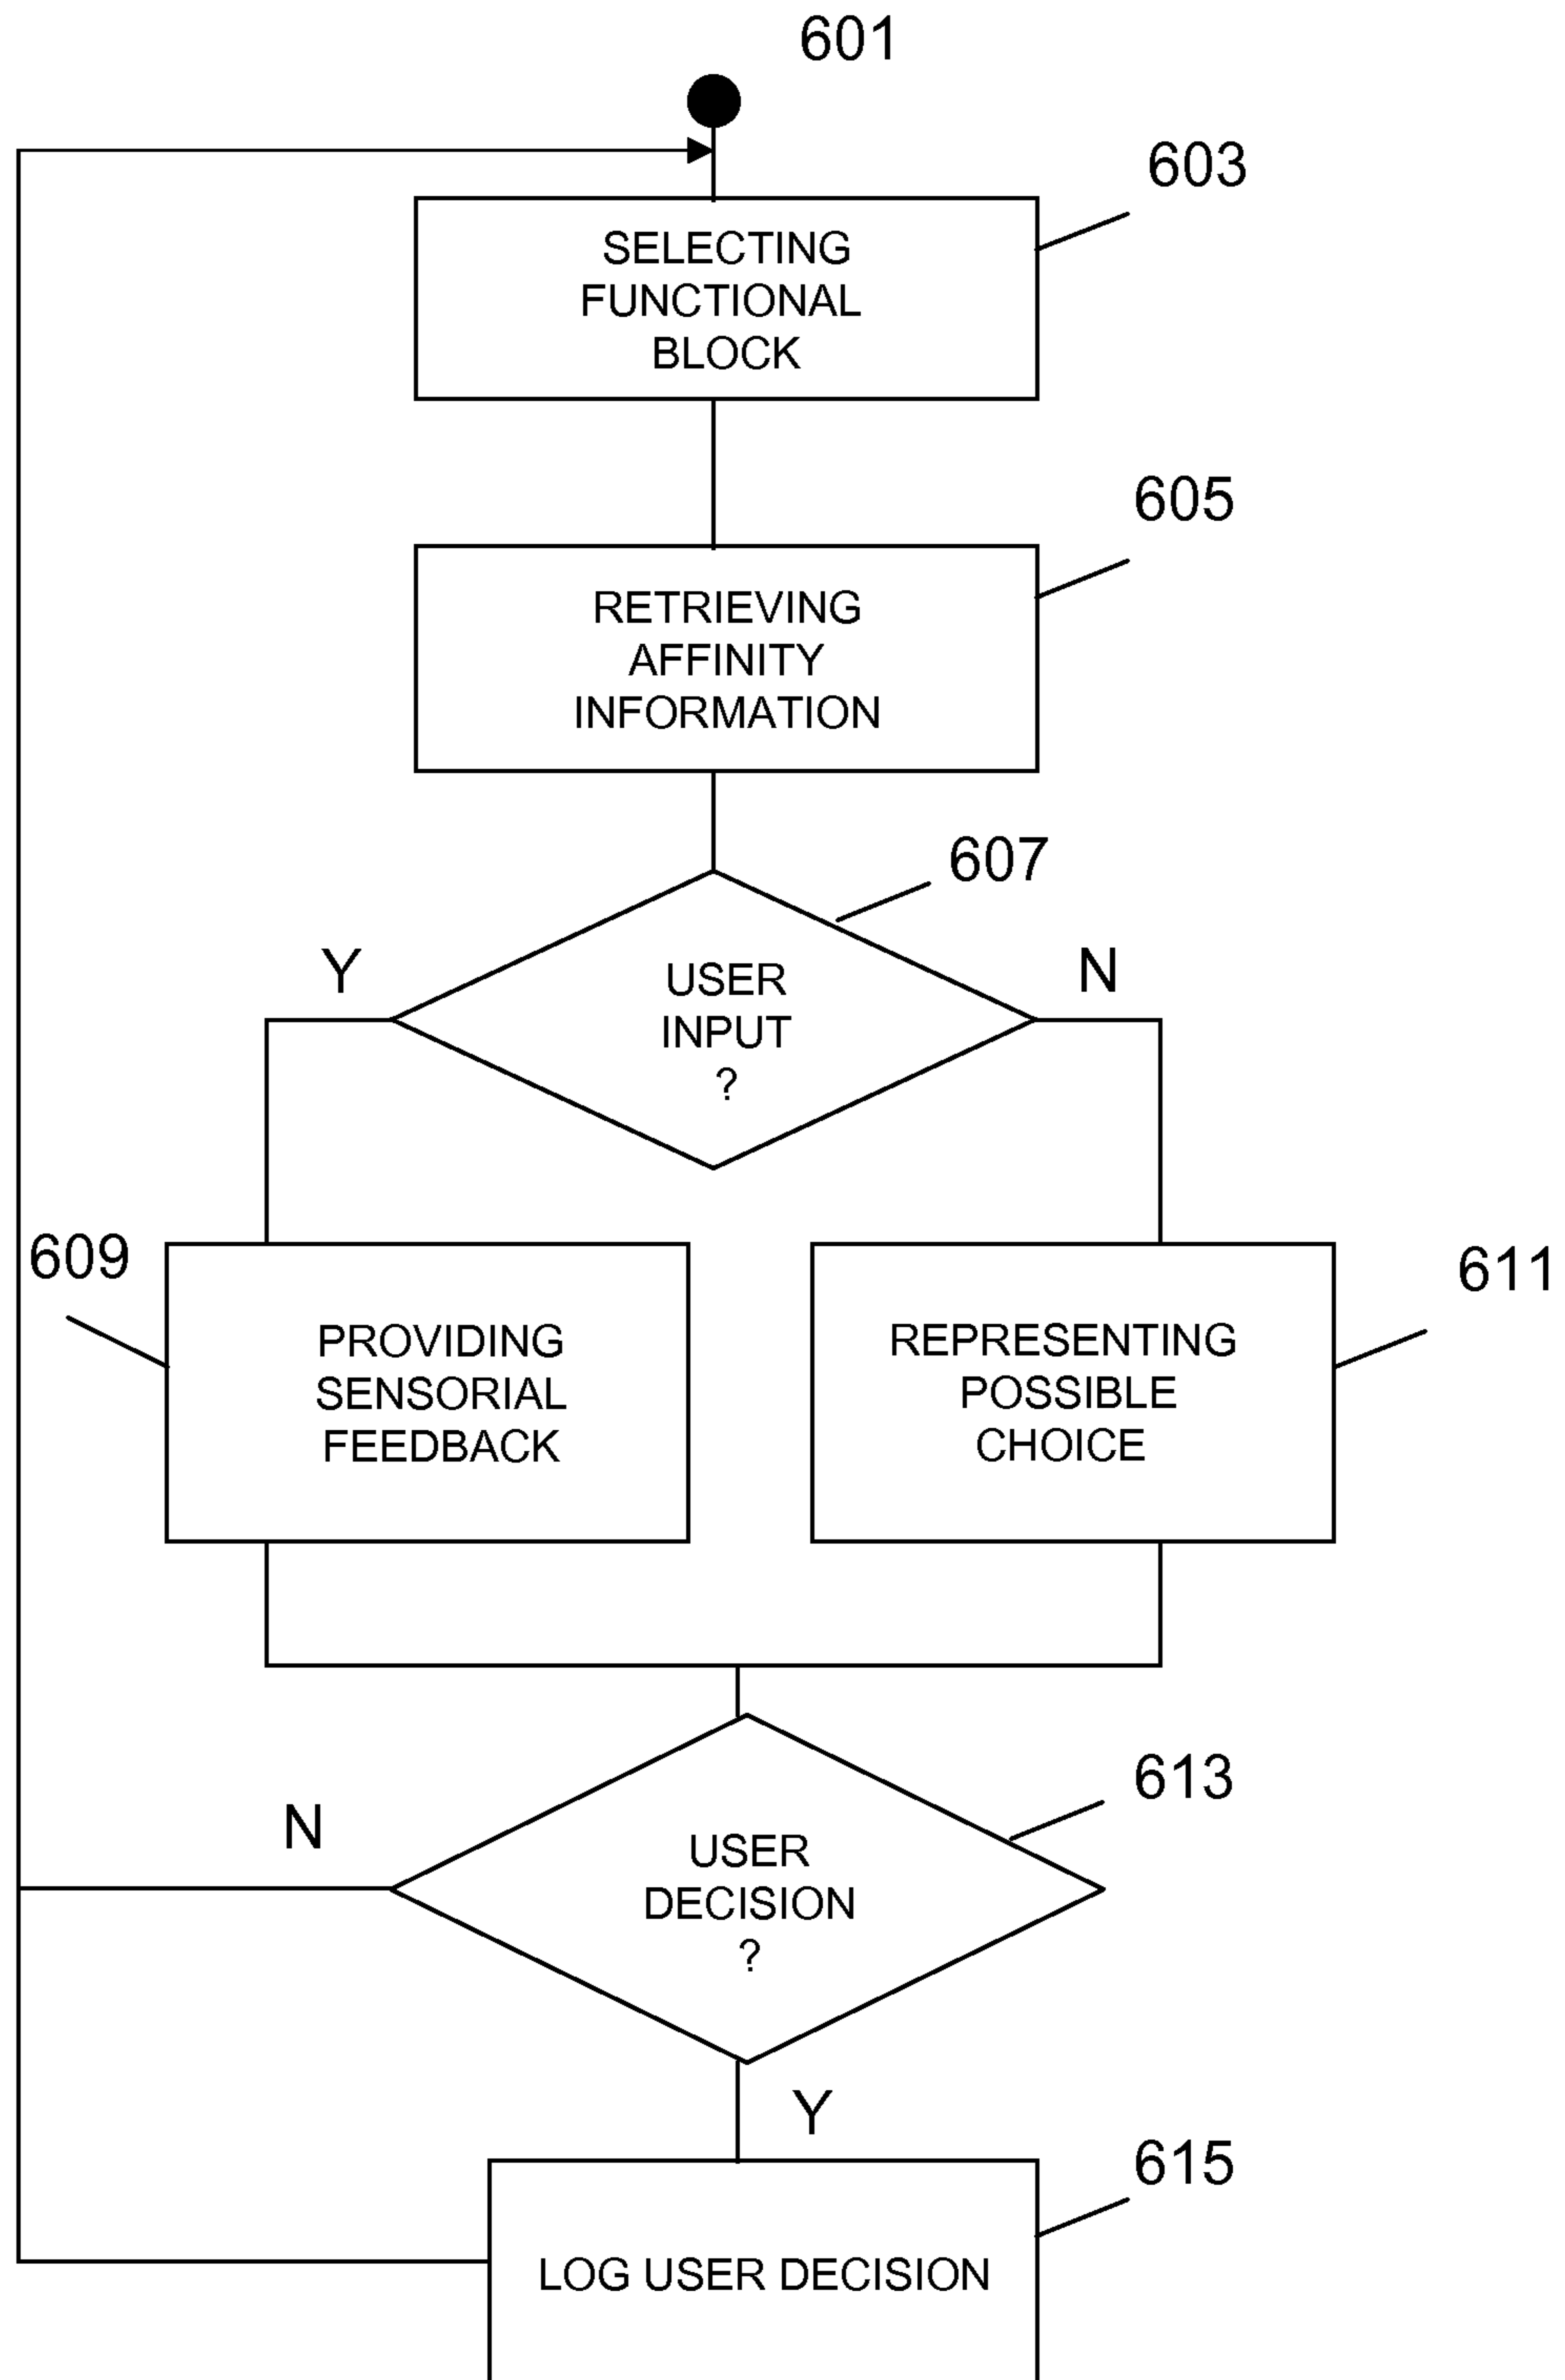 601
603
SELECTING
FUNCTIONAL
BLOCK
605
RETRIEVING
AFFINITY
INFORMATION
607
Y
N
USER
INPUT
?
609
611
PROVIDING
SENSORIAL
FEEDBACK
REPRESENTING
POSSIBLE
CHOICE
613
N
USER
DECISION
?
Y
615
LOG USER DECISION